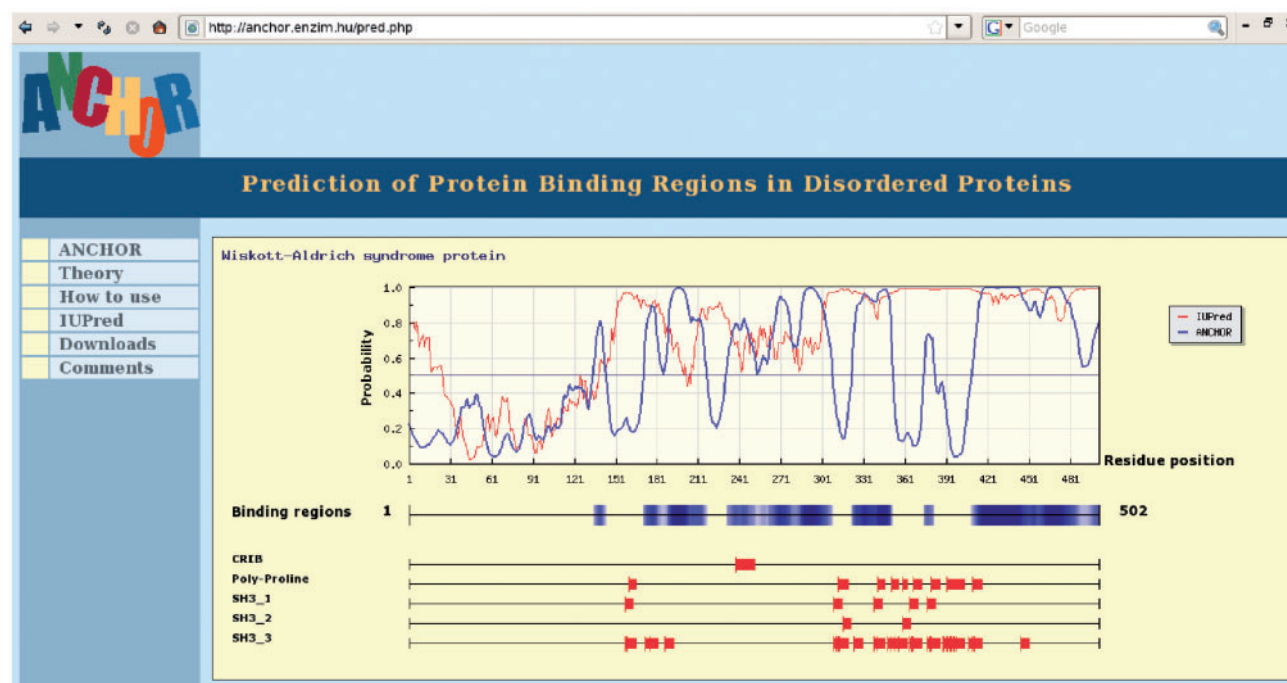 http://anchor.enzim.hu/pred.php
Google
ANCHOR
Prediction of Protein Binding Regions in Disordered Proteins
ANCHOR
Theory
How to use
IUPred
Downloads
Comments
Wiskott-Aldrich syndrome protein
1.0
0.8
0.6
0.4
0.2
0.0
Probability
1 31 61 91 121 151 181 211 241 271 301 331 361 391 421 451 481
Residue position
IUPred
ANCHOR
Binding regions 1 502
CRIB
Poly-Proline
SH3_1
SH3_2
SH3_3